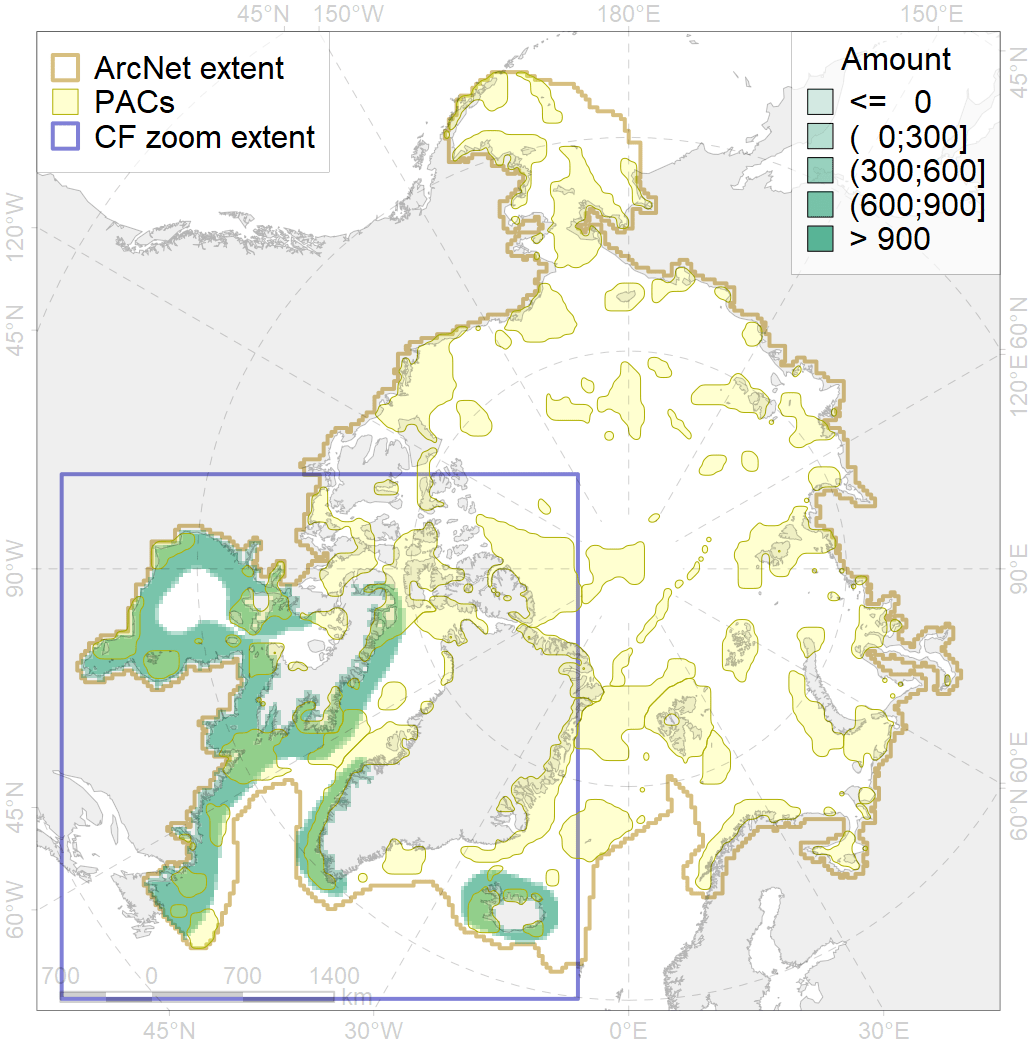 45°N 150°W 180°E 150°E
ArcNet extent
PACs
CF zoom extent
Amount
<= 0
( 0;300]
(300;600]
(600;900]
> 900
45°N
120°W
45°N
60°N
120°E
90°W
90°E
45°N
60°E
60°N
60°W
700 0 700 1400
km
45°N 30°W 0°E 30°E